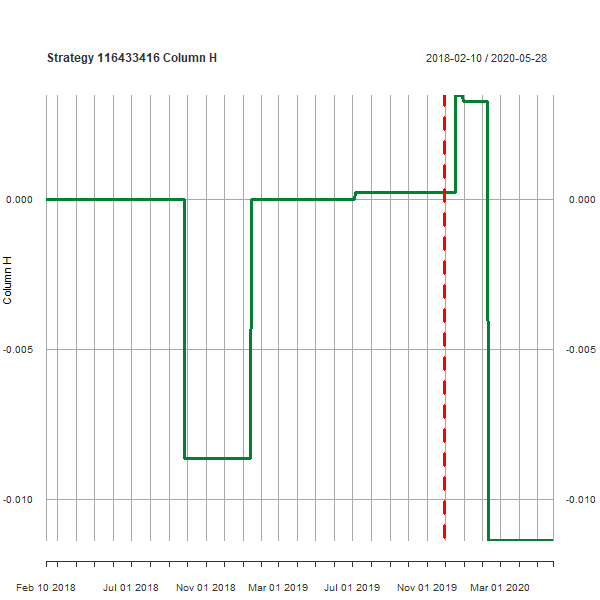 Strategy 116433416 Column H
2018-02-10 / 2020-05-28
0.000
0.000
Column H
-0.005
-0.005
-0.010
-0.010
Feb 10 2018
Jul 01 2018
Nov 01 2018
Mar 01 2019
Jul 01 2019
Nov 01 2019
Mar 01 2020